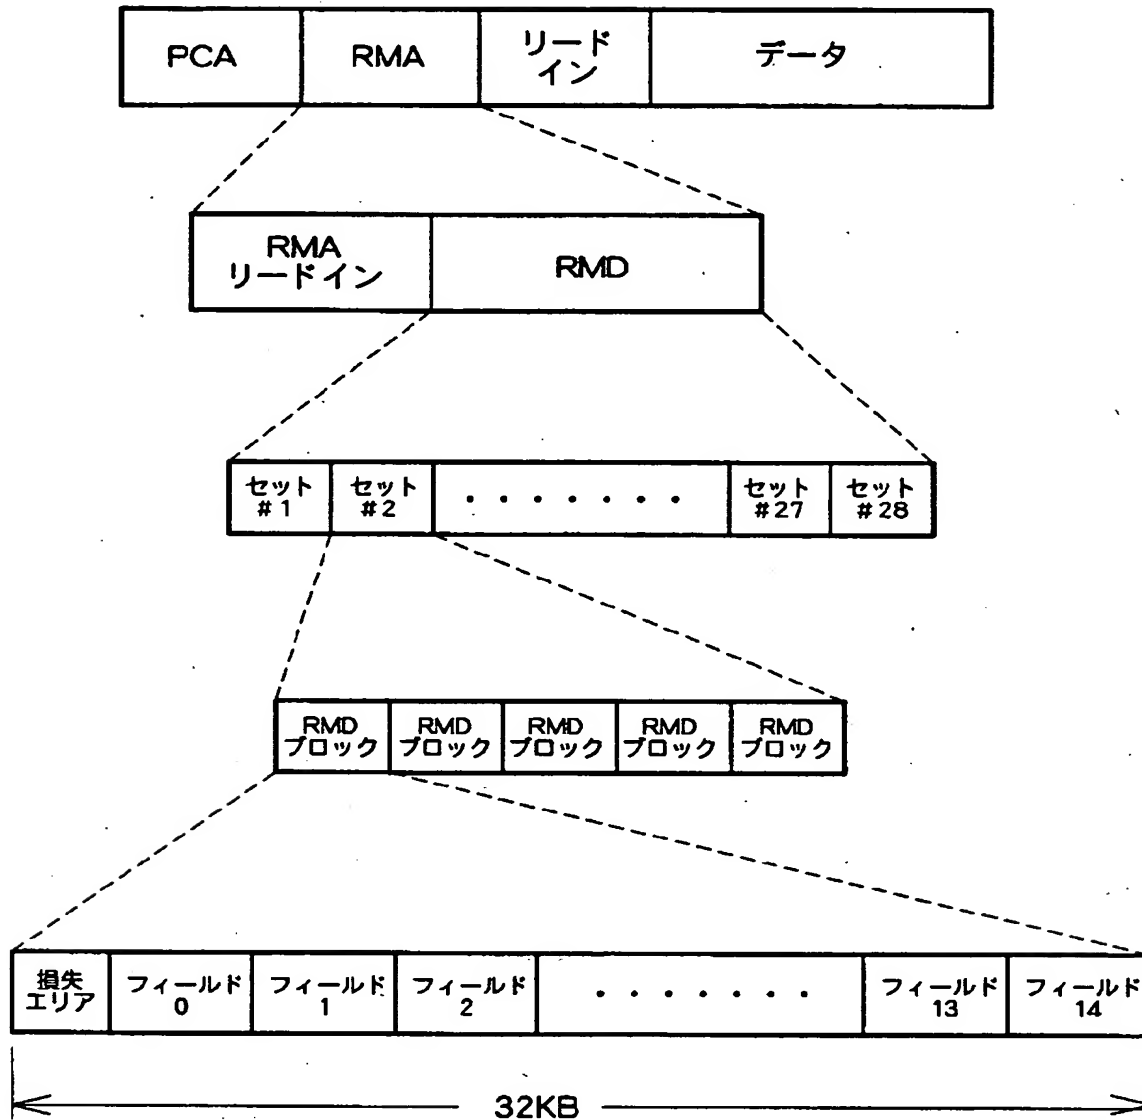 PCA
RMA
リード
イン
データ
RMA
リードイン
RMD
セット
#1
セット
#2
・・・・・・・
セット
#27
セット
#28
RMD
ブロック
RMD
ブロック
RMD
ブロック
RMD
ブロック
RMD
ブロック
損失
エリア
フィールド
0
フィールド
1
フィールド
2
・・・・・・・
フィールド
13
フィールド
14
32KB